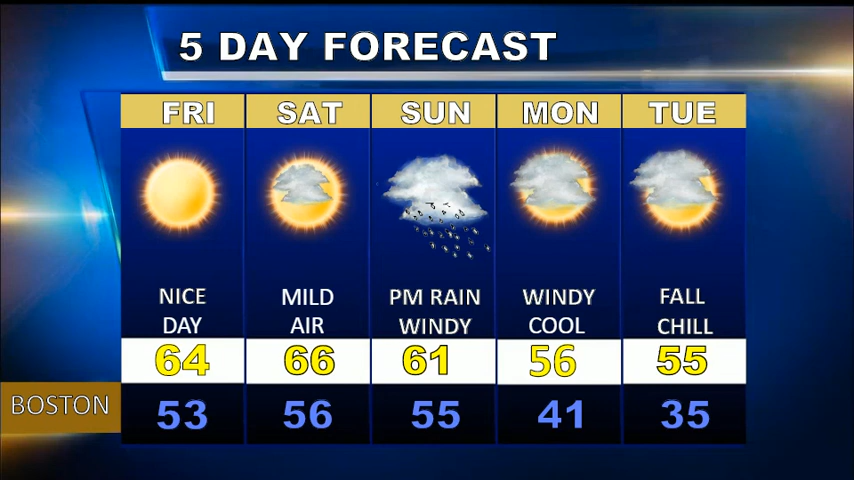 5 DAY FORECAST
FRI SAT SUN MON TUE
NICE MILD PM RAIN WINDY FALL
DAY AIR WINDY COOL CHILL
64 66 61 56 55
BOSTON 53 56 55 41 35